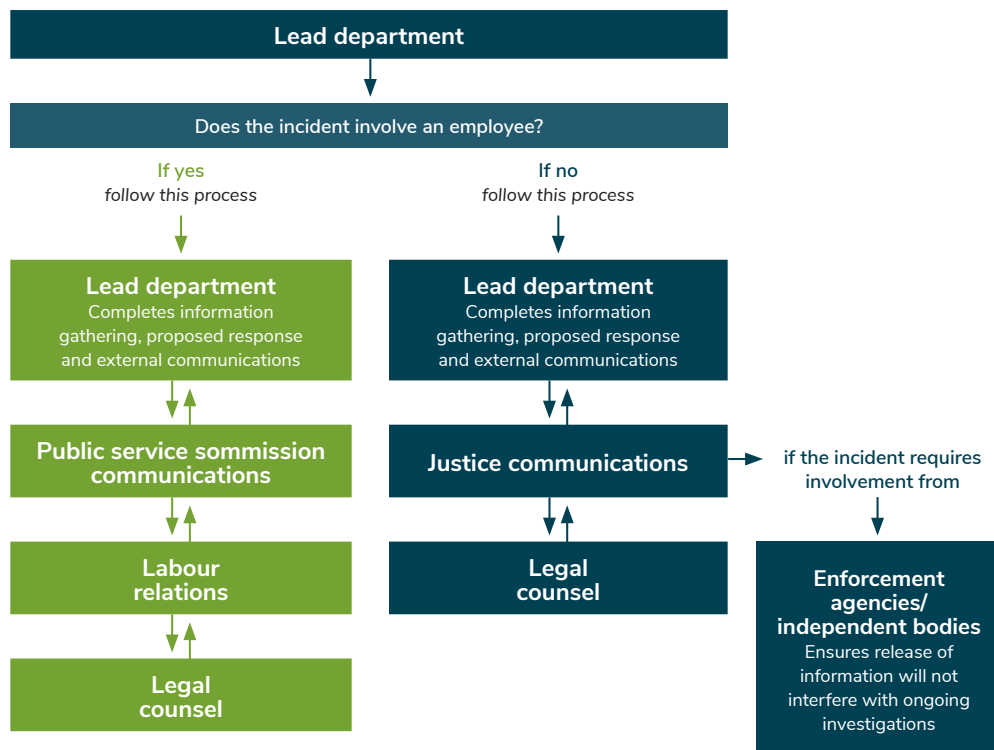 Lead department
Does the incident involve an employee?
If yes
follow this process
If no
follow this process
Lead department
Completes information
gathering, proposed response
and external communications
Lead department
Completes information
gathering, proposed response
and external communications
Public service sommission
communications
Justice communications
if the incident requires
involvement from
Labour
relations
Legal
counsel
Enforcement
agencies/
independent bodies
Ensures release of
information will not
interfere with ongoing
investigations
Legal
counsel